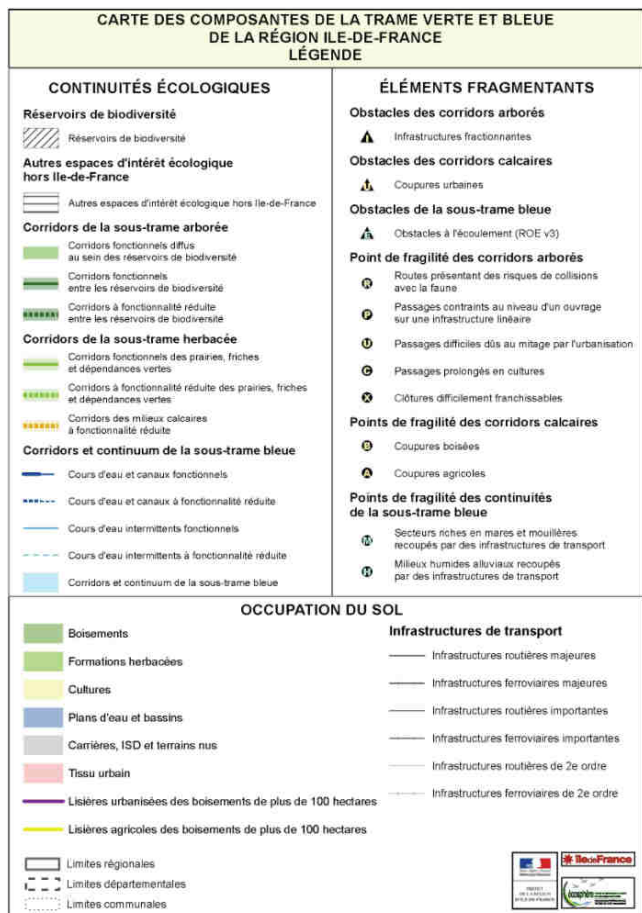 CARTE DES COMPOSANTES DE LA TRAME VERTE ET BLEUE
DE LA RÉGION ILE-DE-FRANCE
LÉGENDE
CONTINUITÉS ÉCOLOGIQUES
Réservoirs de biodiversité
Réservoirs de biodiversité
Autres espaces d'intérêt écologique
hors Ile-de-France
Autres espaces d'intérêt écologique hors Ile-de-France
Corridors de la sous-trame arborée
Corridors fonctionnels diffus
au sein des réservoirs de biodiversité
Corridors fonctionnels
entre les réservoirs de biodiversité
Corridors à fonctionnalité réduite
entre les réservoirs de biodiversité
Corridors de la sous-trame herbacée
Corridors fonctionnels des prairies, friches
et dépendances vertes
Corridors à fonctionnalité réduite des prairies, friches
et dépendances vertes
Corridors des milieux calcaires
à fonctionalité réduite
Corridors et continuum de la sous-trame bleue
Cours d'eau et canaux fonctionnels
Cours d'eau et canaux à fonctionnalité réduite
Cours d'eau intermittents fonctionnels
Cours d'eau intermittents à fonctionnalité réduite
Corridors et continuum de la sous-trame bleue
ÉLÉMENTS FRAGMENTANTS
Obstacles des corridors arborés
Infrastructures fractionnantes
Obstacles des corridors calcaires
Coupures urbaines
Obstacles de la sous-trame bleue
Obstacles à l'écoulement (ROE v3)
Point de fragilité des corridors arborés
R Routes présentant des risques de collisions
avec la faune
P Passages contraints au niveau d'un ouvrage
sur une infrastructure linéaire
U Passages difficiles dûs au mitage par l'urbanisation
C Passages prolongés en cultures
X Clôtures difficilement franchissables
Points de fragilité des corridors calcaires
B Coupures boisées
A Coupures agricoles
Points de fragilité des continuités
de la sous-trame bleue
M Secteurs riches en mares et mouillères
recoupés par des infrastructures de transport
H Milieux humides alluviaux recoupés
par des infrastructures de transport
OCCUPATION DU SOL
Boisements
Formations herbacées
Cultures
Plans d'eau et bassins
Carrières, ISD et terrains nus
Tissu urbain
Lisières urbanisées des boisements de plus de 100 hectares
Lisières agricoles des boisements de plus de 100 hectares
Limites régionales
Limites départementales
Limites communales
Infrastructures de transport
Infrastructures routières majeures
Infrastructures ferroviaires majeures
Infrastructures routières importantes
Infrastructures ferroviaires importantes
Infrastructures routières de 2e ordre
Infrastructures ferroviaires de 2e ordre
PRÉFET
DE LA RÉGION
D'ILE-DE-FRANCE
île de France
écosphère